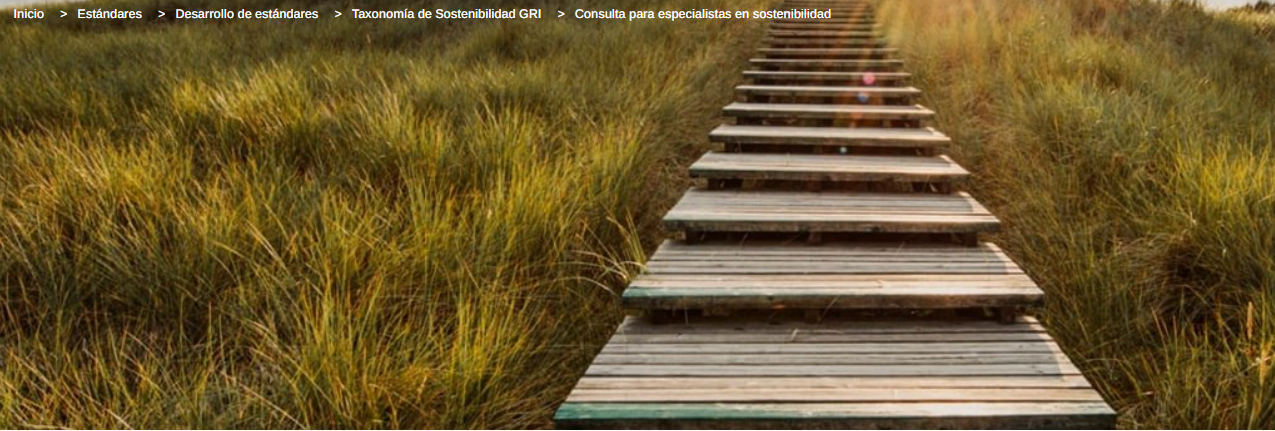 Inicio > Estándares > Desarrollo de estándares > Taxonomía de Sostenibilidad GRI > Consulta para especialistas en sostenibilidad